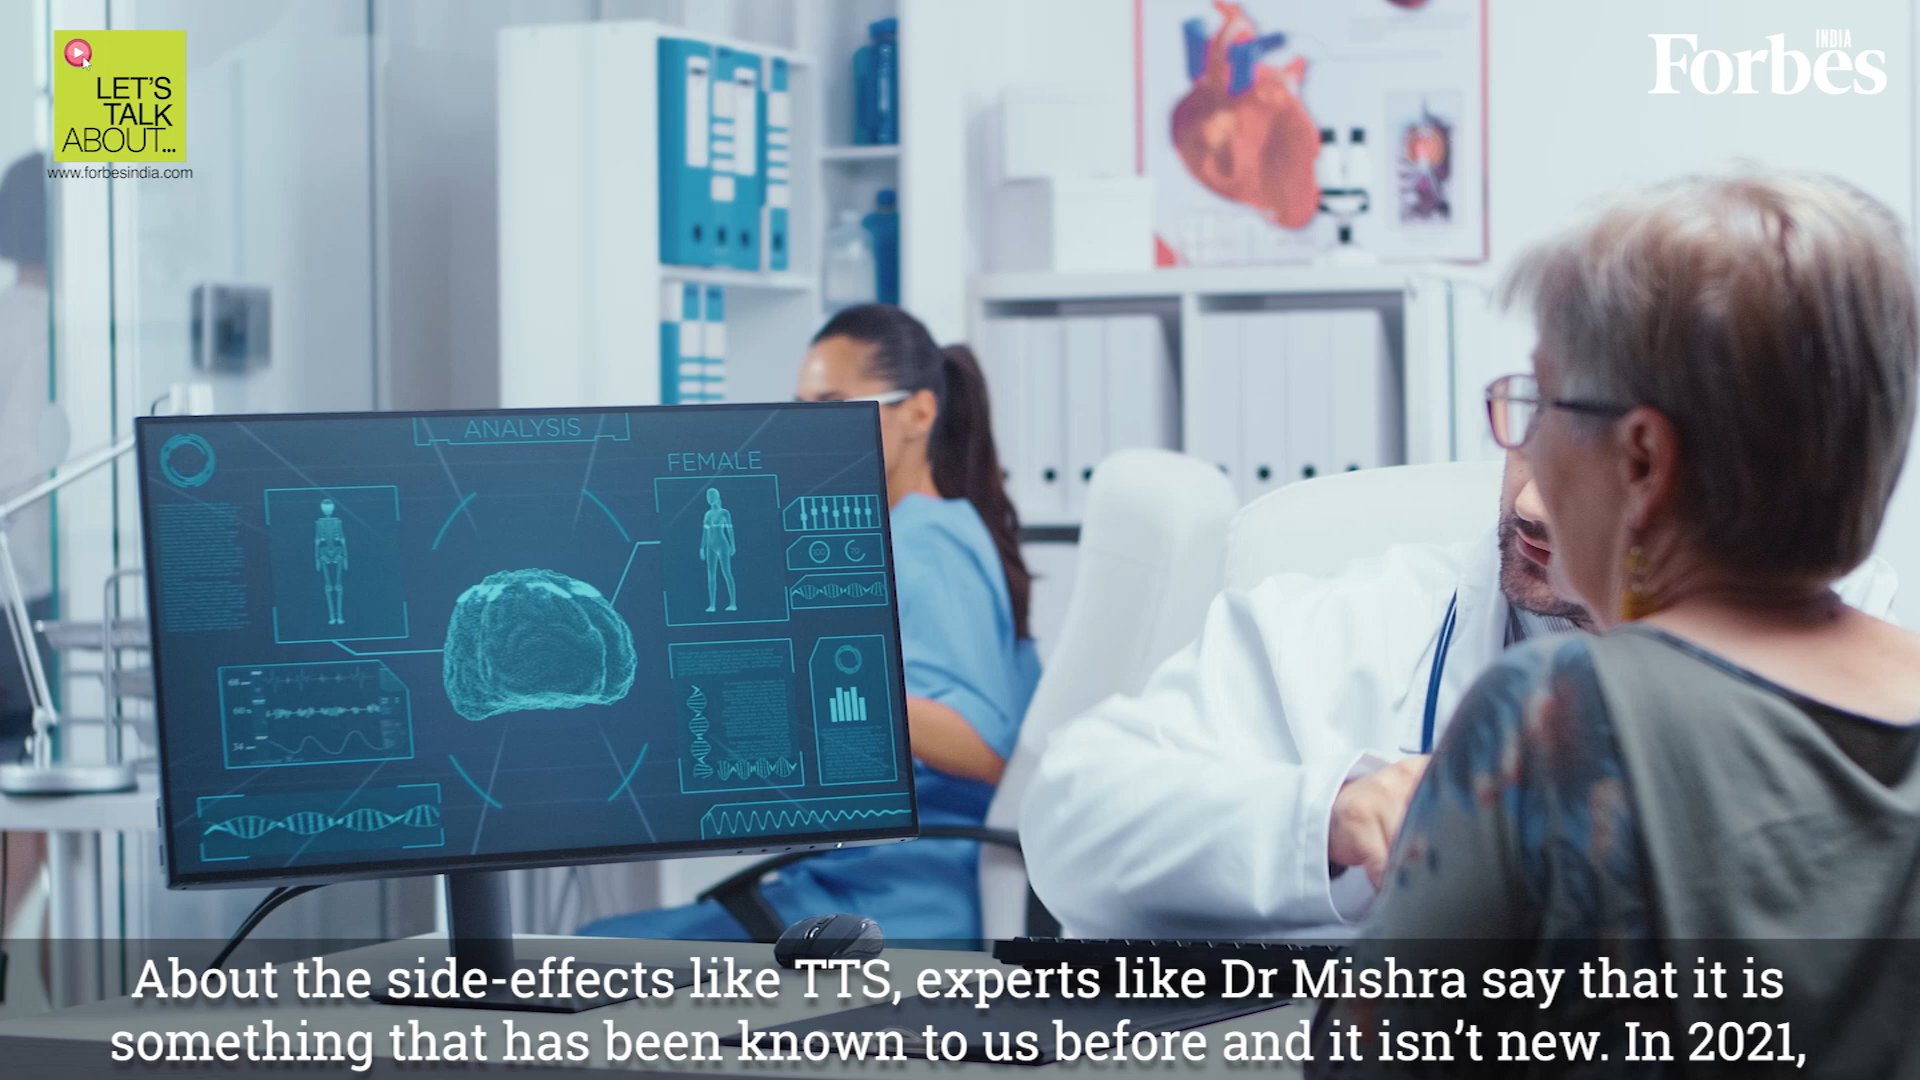 LET'S
TALK
ABOUT...
www.forbesindia.com
Forbes
INDIA
ANALYSIS
FEMALE
About the side-effects like TTS, experts like Dr Mishra say that it is
something that has been known to us before and it isn't new. In 2021,